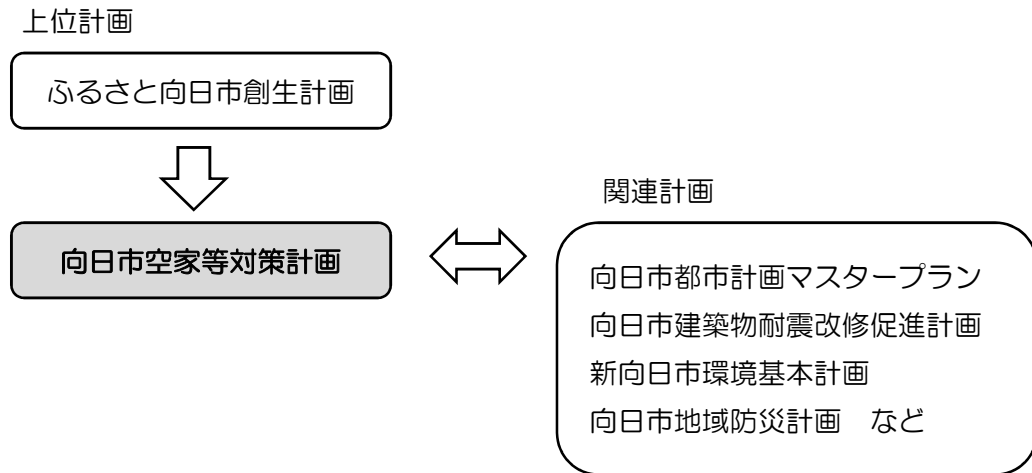 上位計画
ふるさと向日市創生計画
向日市空家等対策計画
関連計画
向日市都市計画マスタープラン
向日市建築物耐震改修促進計画
新向日市環境基本計画
向日市地域防災計画　など